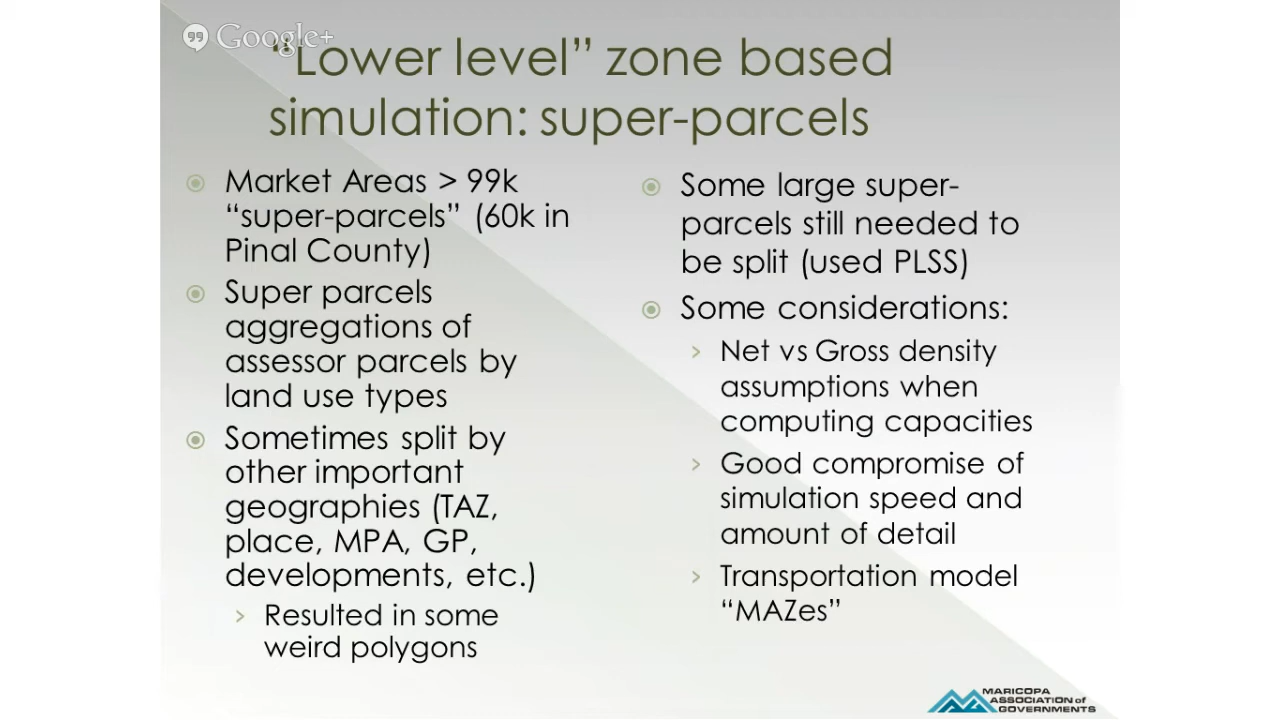 Google+
“Lower level” zone based
simulation: super-parcels
Market Areas > 99k
“super-parcels” (60k in
Pinal County)
Super parcels
aggregations of
assessor parcels by
land use types
Sometimes split by
other important
geographies (TAZ,
place, MPA, GP,
developments, etc.)
Resulted in some
weird polygons
Some large super-
parcels still needed to
be split (used PLSS)
Some considerations:
Net vs Gross density
assumptions when
computing capacities
Good compromise of
simulation speed and
amount of detail
Transportation model
“MAZes”
MARICOPA
ASSOCIATION of
GOVERNMENTS